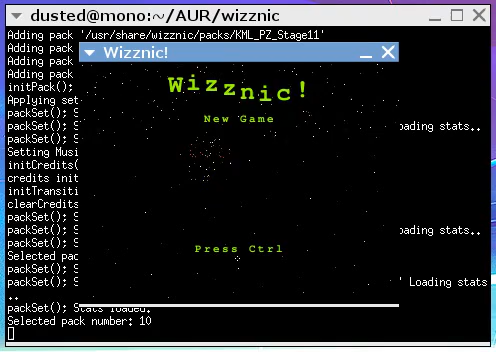 dusted@mono:~/AUR/wizznic
Adding pack '/usr/share/wizznic/packs/KML_PZ_Stage11'
Adding
Adding
Adding pack
initPack();
Applying set
packSet(); S
packSet(); S oading stats..
packSet(); S
Setting Musi
initCredits(
credits init
initTransiti
clearCredits
packSet(); S
packSet(); S oading stats..
packSet(); S
Selected pac
packSet(); S
packSet(); S ' Loading stats
..
packSet(); Stats loaded.
Selected pack number: 10
Wizznic!
Wizznic!
New Game
Press Ctrl